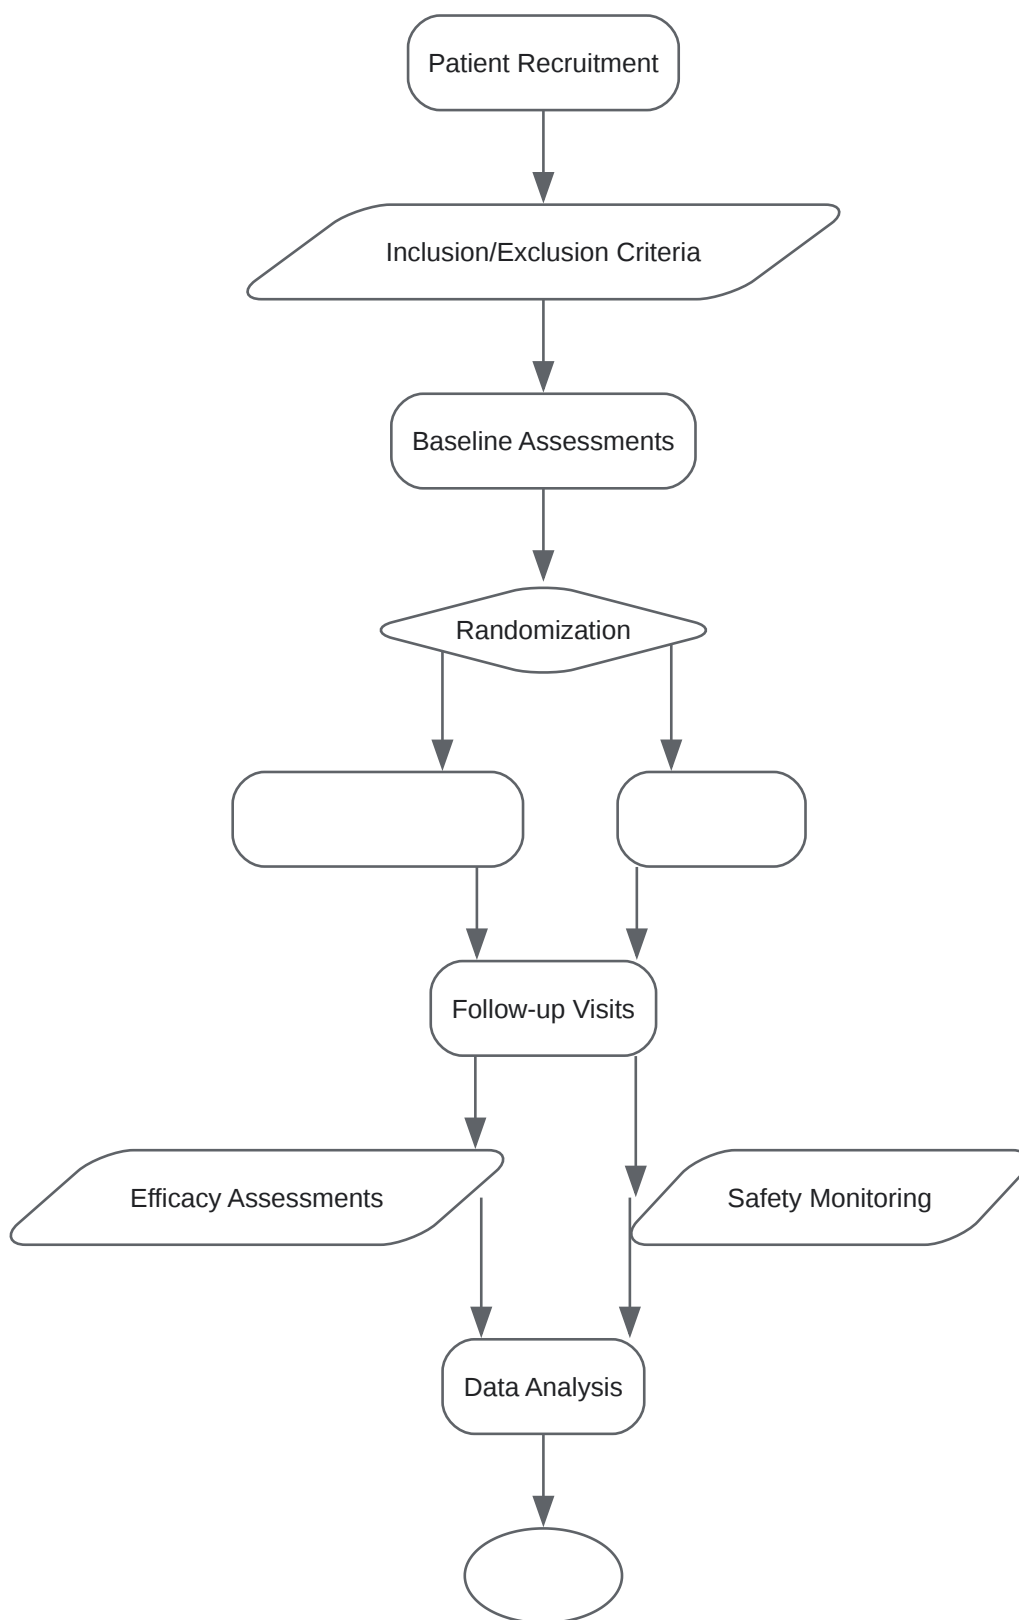 Patient Recruitment
Inclusion/Exclusion Criteria
Baseline Assessments
Randomization
Follow-up Visits
Efficacy Assessments
Safety Monitoring
Data Analysis